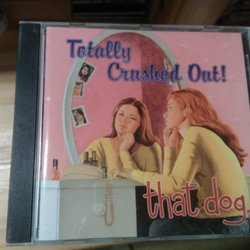 Totally
Crushed Out!
that dog.